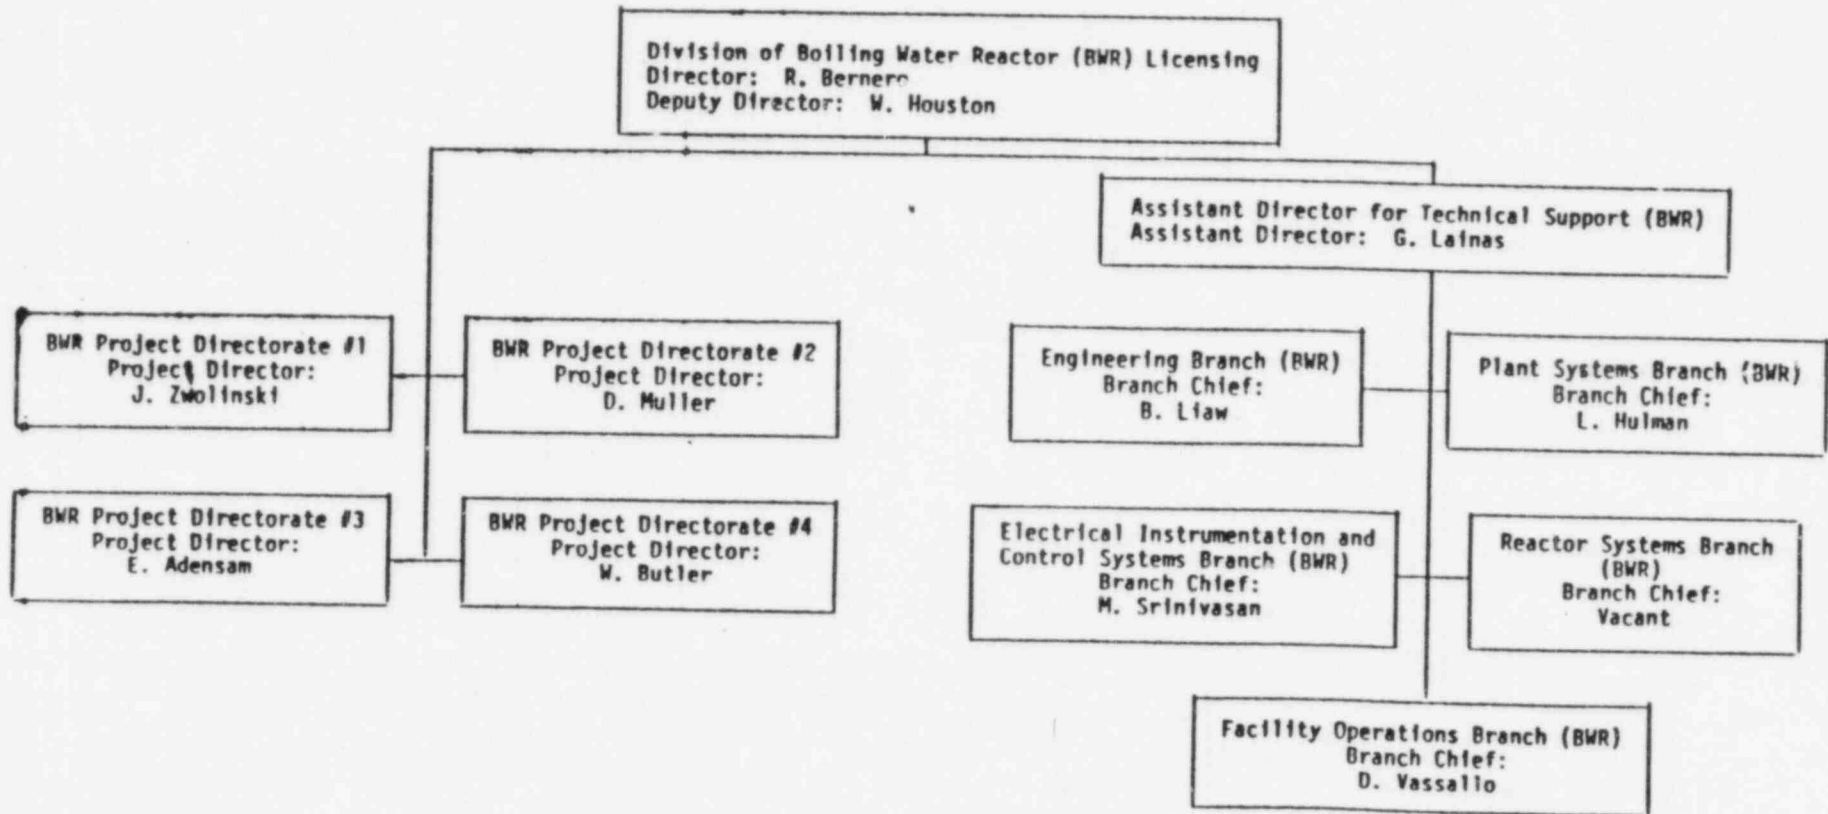 Division of Boiling Water Reactor (BWR) Licensing
Director: R. Bernero
Deputy Director: W. Houston
Assistant Director for Technical Support (BWR)
Assistant Director: G. Lainas
BWR Project Directorate #1
Project Director:
J. Zwolinski
BWR Project Directorate #2
Project Director:
D. Muller
Engineering Branch (BWR)
Branch Chief:
B. Liaw
Plant Systems Branch (BWR)
Branch Chief:
L. Hulman
BWR Project Directorate #3
Project Director:
E. Adensam
BWR Project Directorate #4
Project Director:
W. Butler
Electrical Instrumentation and
Control Systems Branch (BWR)
Branch Chief:
M. Srinivasan
Reactor Systems Branch
(BWR)
Branch Chief:
Vacant
Facility Operations Branch (BWR)
Branch Chief:
D. Vassallo